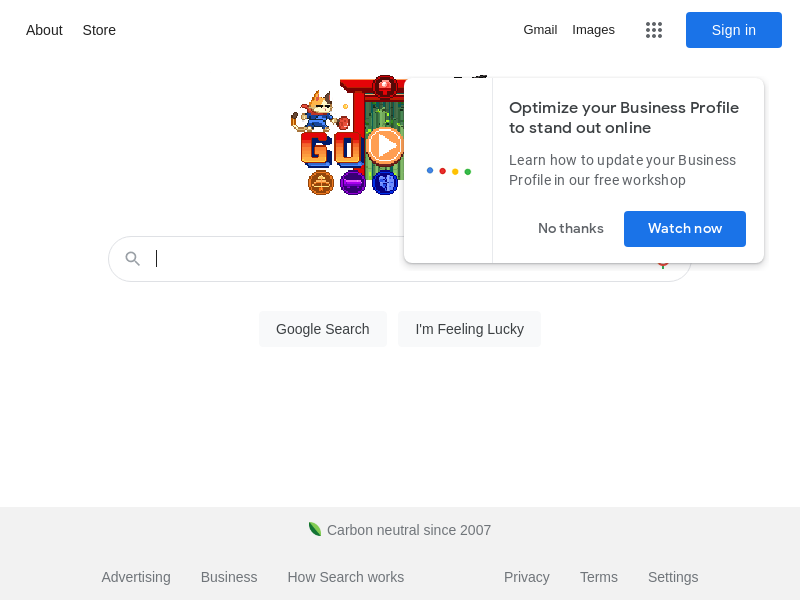 About Store Gmail Images Sign in
GO
Optimize your Business Profile
to stand out online
Learn how to update your Business
Profile in our free workshop
No thanks Watch now
Google Search I'm Feeling Lucky
Carbon neutral since 2007
Advertising Business How Search works Privacy Terms Settings